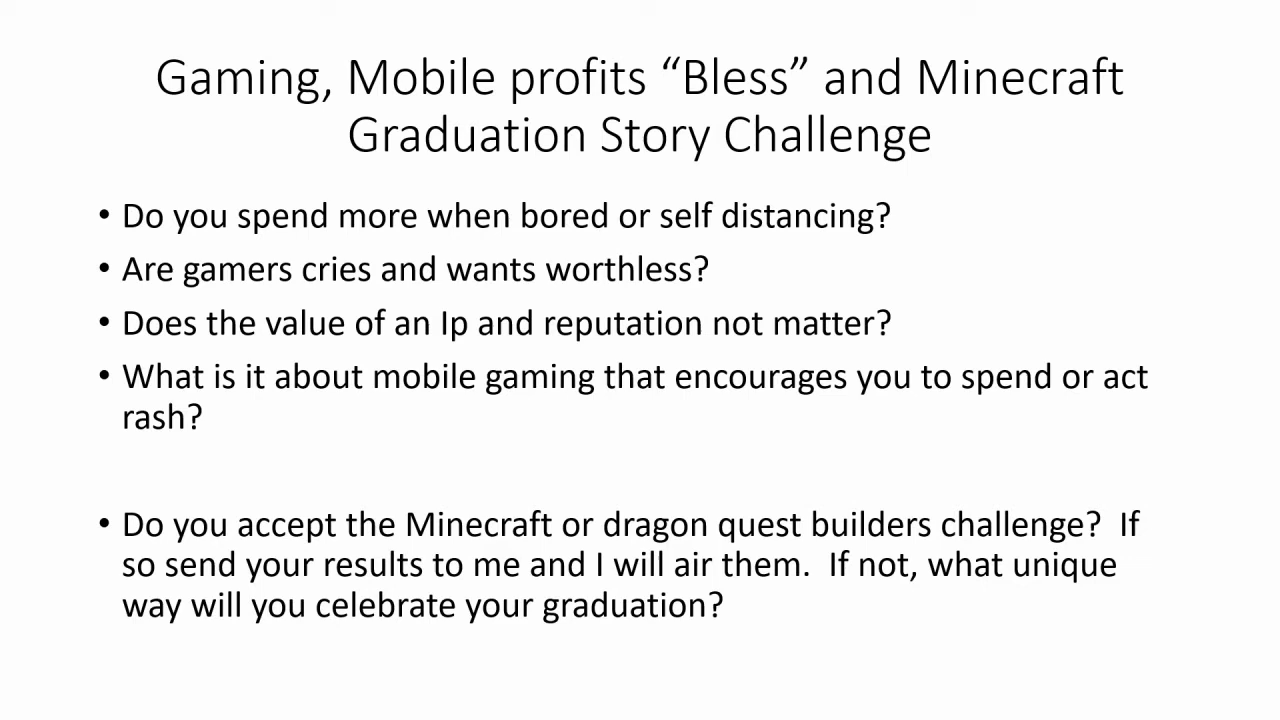 Gaming, Mobile profits “Bless” and Minecraft
Graduation Story Challenge
• Do you spend more when bored or self distancing?
• Are gamers cries and wants worthless?
• Does the value of an Ip and reputation not matter?
• What is it about mobile gaming that encourages you to spend or act
rash?
• Do you accept the Minecraft or dragon quest builders challenge?  If
so send your results to me and I will air them.  If not, what unique
way will you celebrate your graduation?